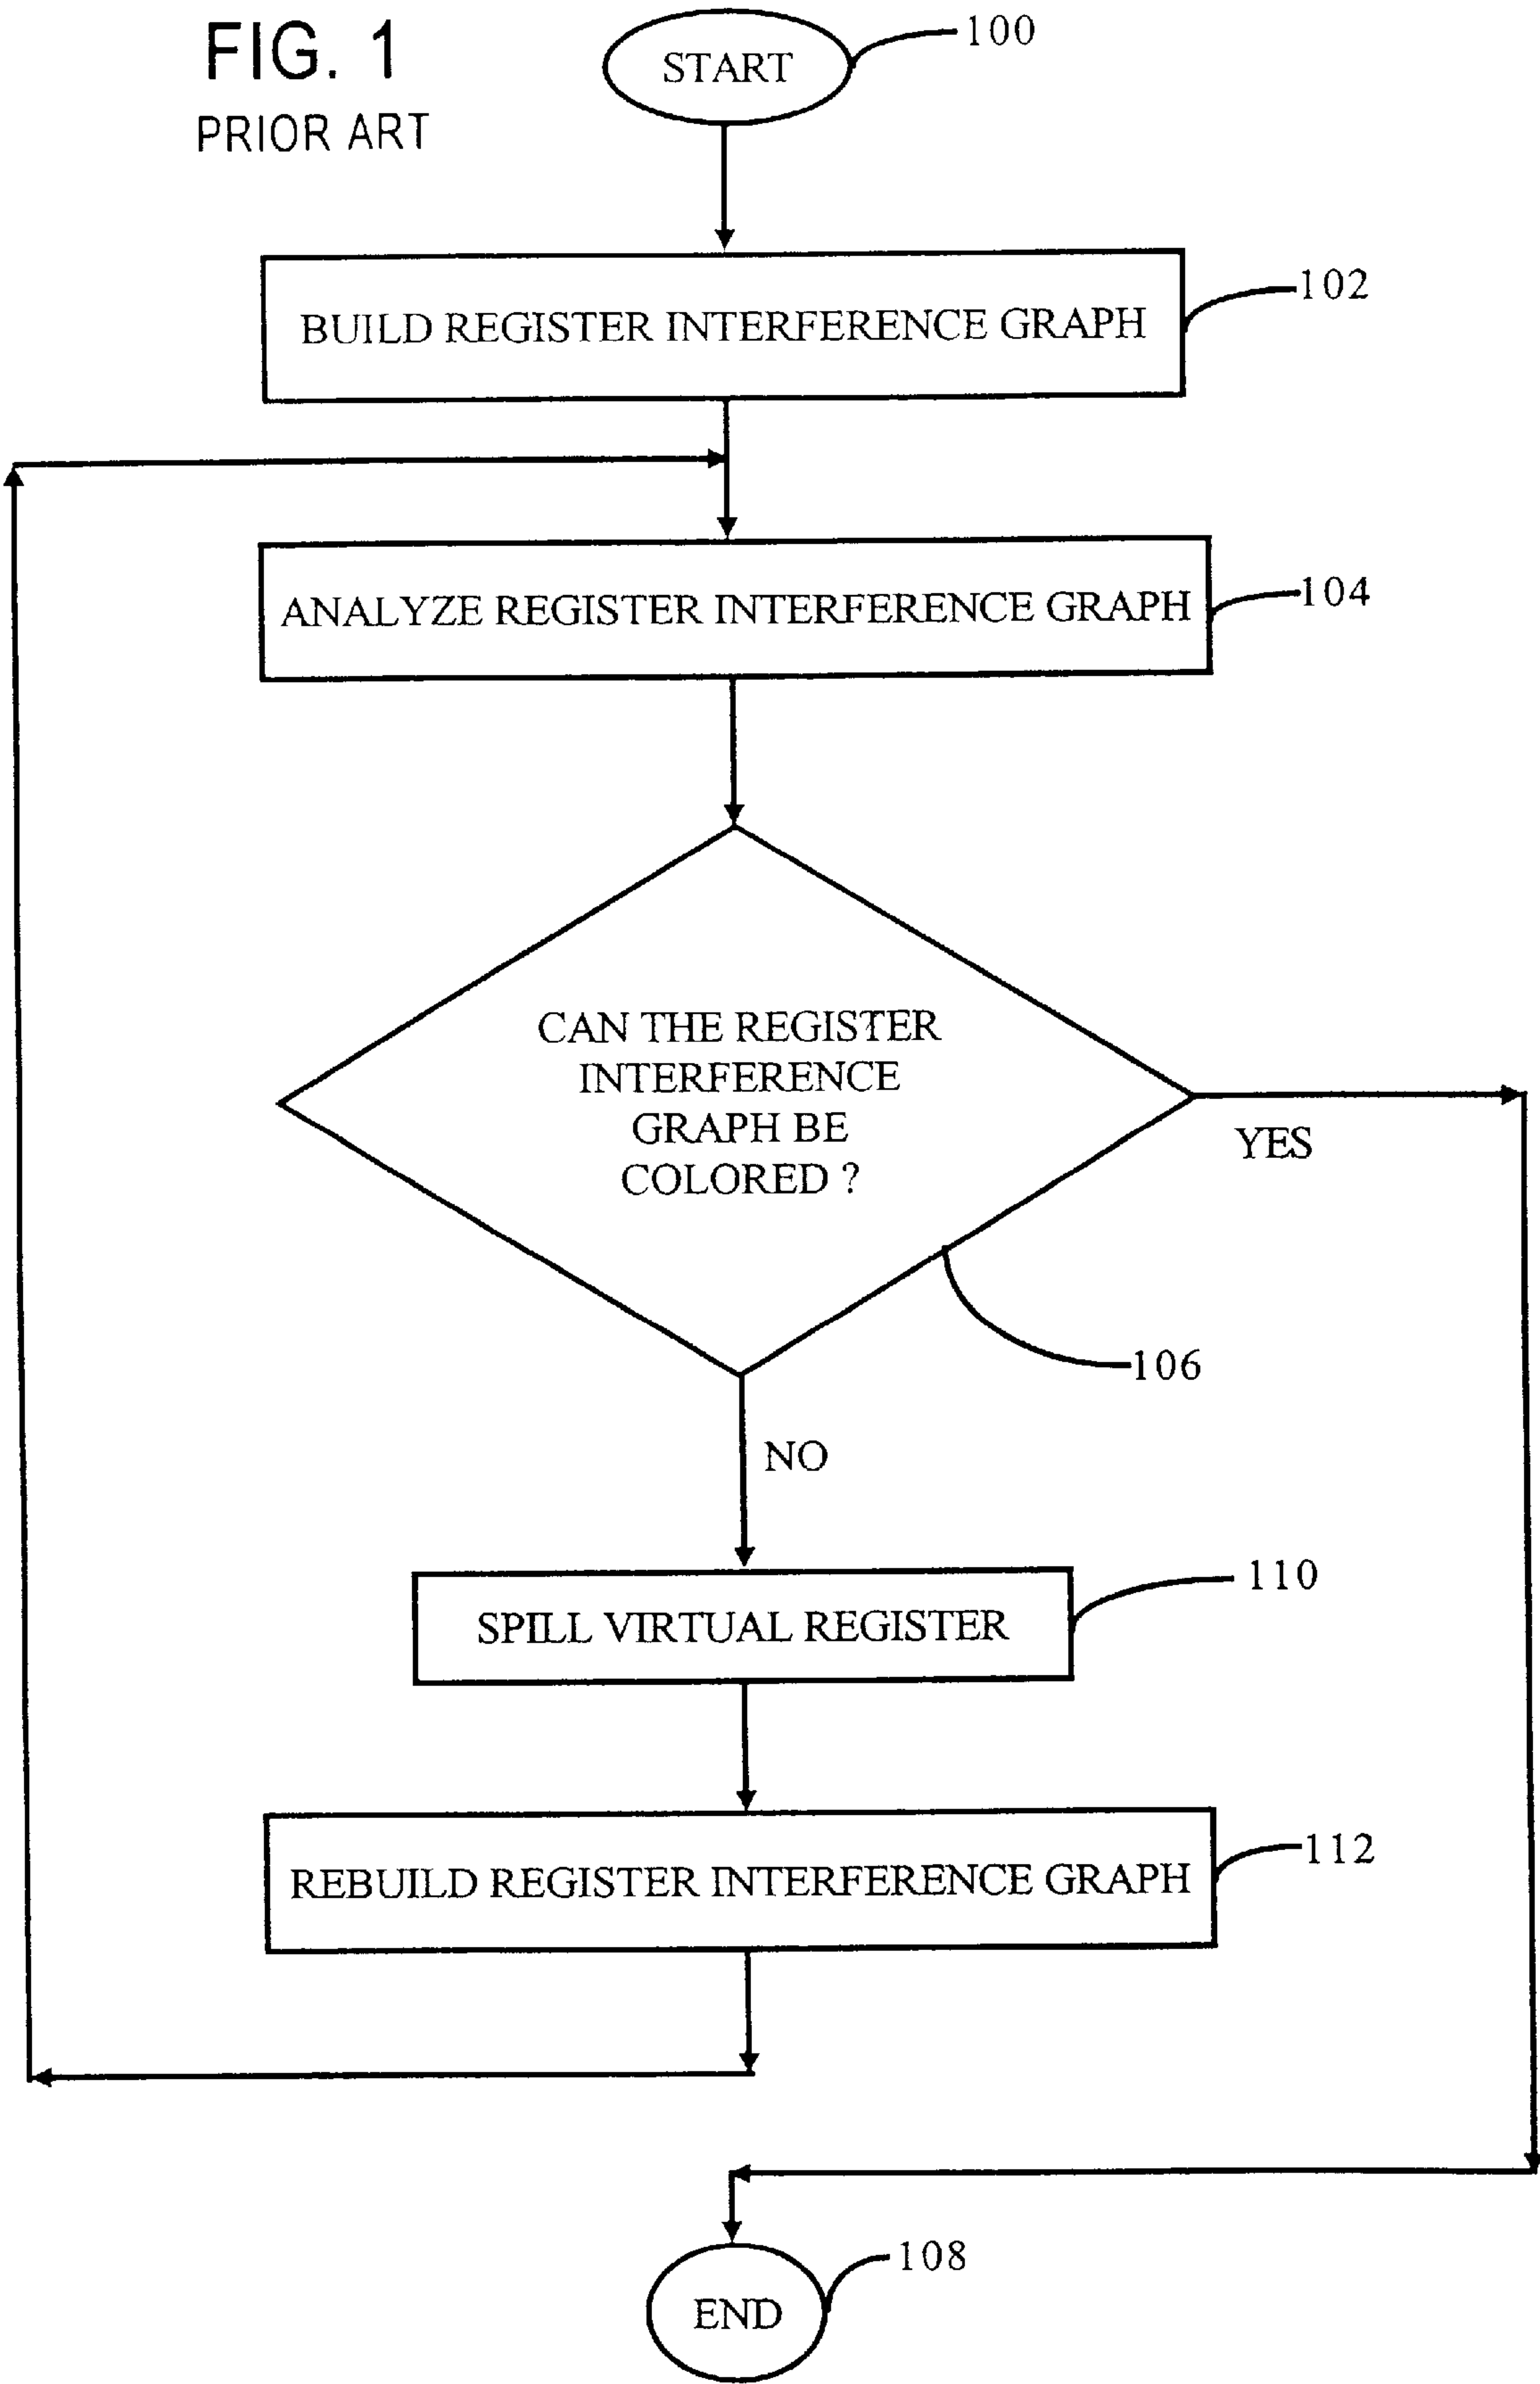 FIG. 1
PRIOR ART
START
100
BUILD REGISTER INTERFERENCE GRAPH
102
ANALYZE REGISTER INTERFERENCE GRAPH
104
CAN THE REGISTER
INTERFERENCE
GRAPH BE
COLORED ?
YES
106
NO
SPILL VIRTUAL REGISTER
110
REBUILD REGISTER INTERFERENCE GRAPH
112
END
108